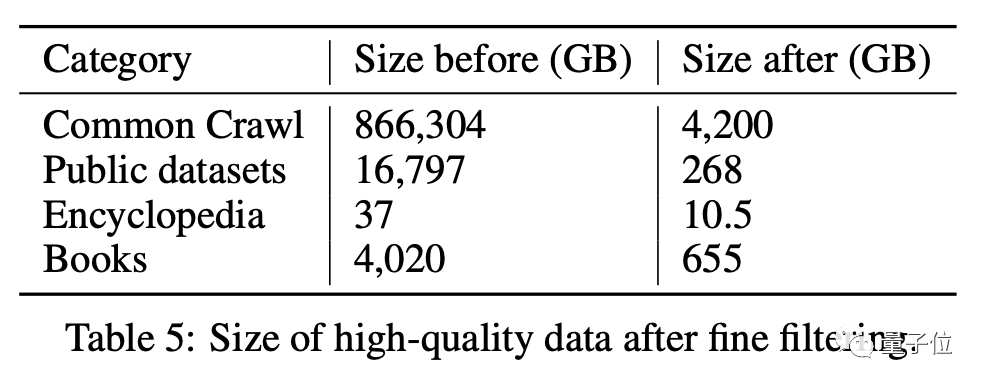 Category Size before (GB) Size after (GB)
Common Crawl 866,304 4,200
Public datasets 16,797 268
Encyclopedia 37 10.5
Books 4,020 655
Table 5: Size of high-quality data after fine filtering.
量子位